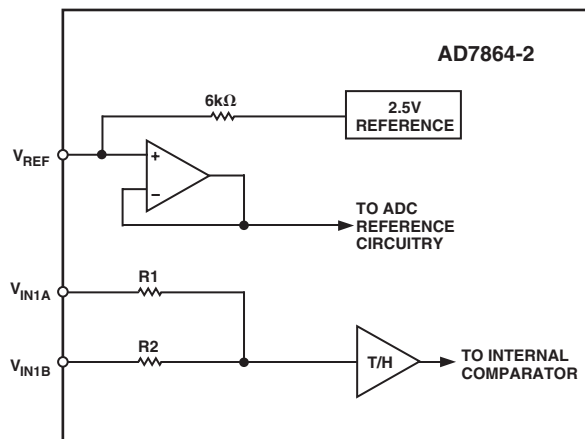 AD7864-2
6kΩ
2.5V
REFERENCE
VREF
+
−
TO ADC
REFERENCE
CIRCUITRY
VIN1A
R1
VIN1B
R2
T/H
TO INTERNAL
COMPARATOR